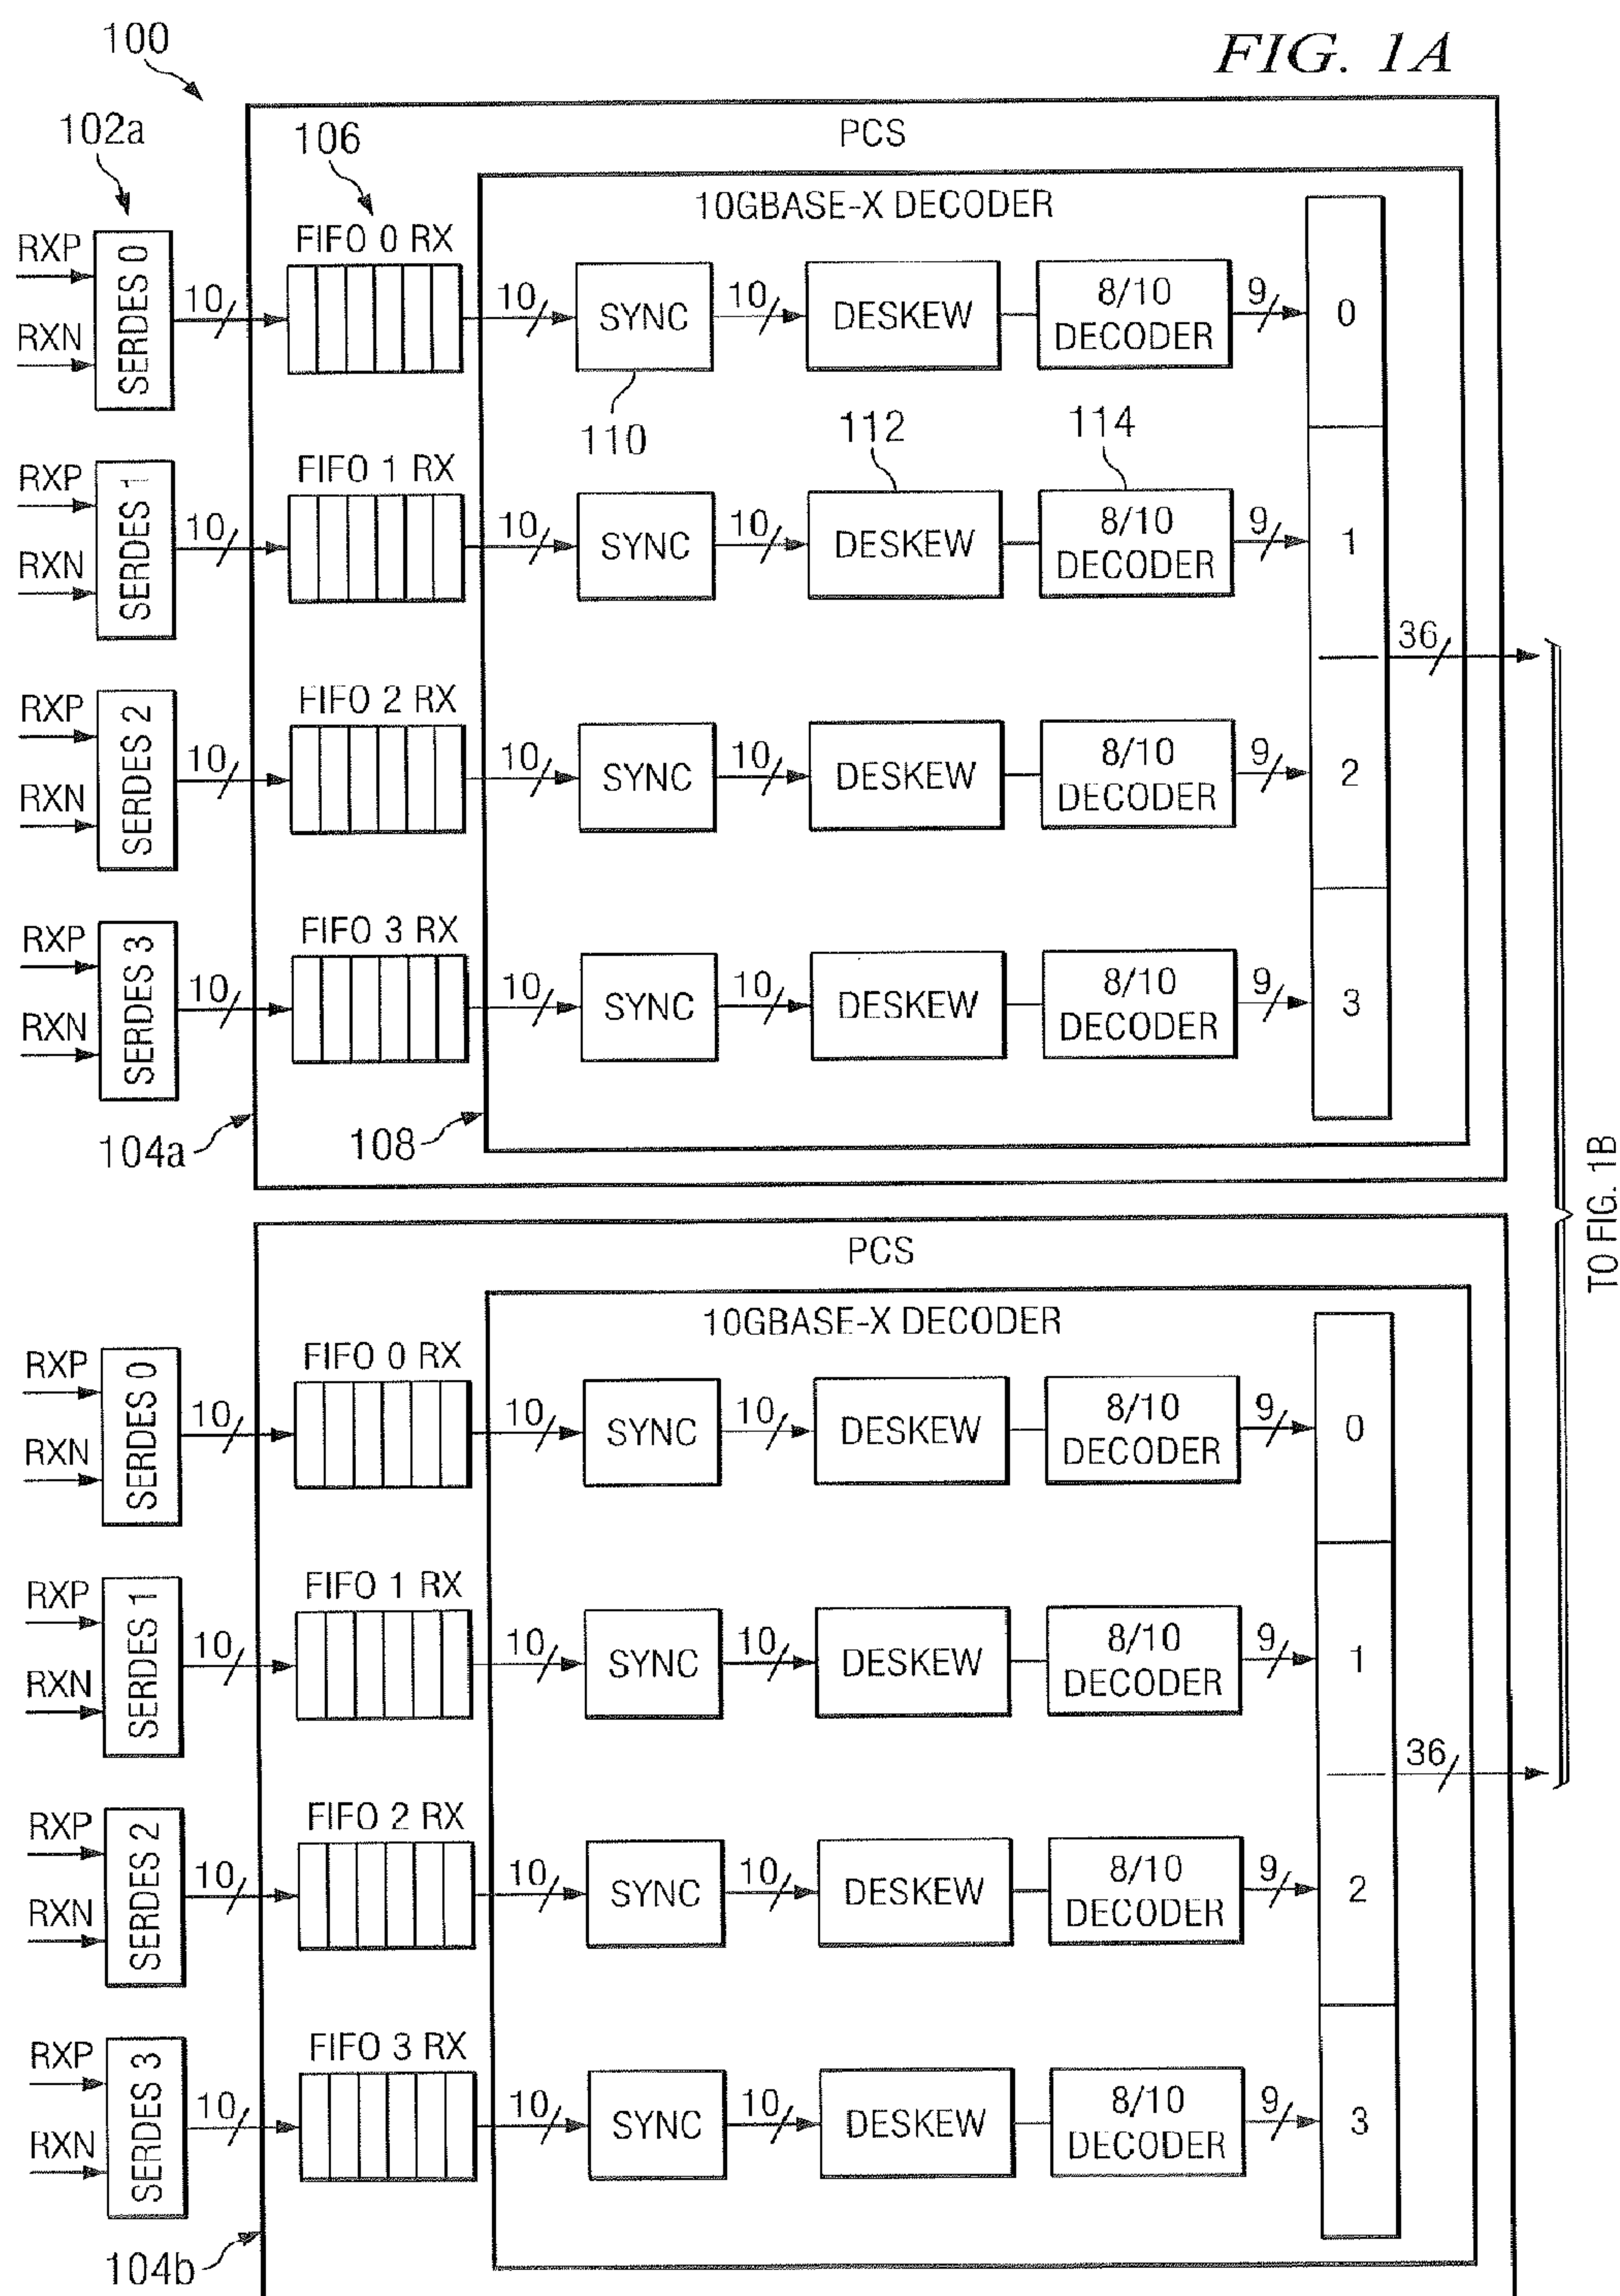 FIG. 1A
100
102a
106
PCS
10GBASE-X DECODER
RXP
RXN
SERDES 0
10
FIFO 0 RX
10
SYNC
10
DESKEW
8/10
DECODER
9
0
110
112
114
RXP
RXN
SERDES 1
10
FIFO 1 RX
10
SYNC
10
DESKEW
8/10
DECODER
9
1
36
RXP
RXN
SERDES 2
10
FIFO 2 RX
10
SYNC
10
DESKEW
8/10
DECODER
9
2
RXP
RXN
SERDES 3
10
FIFO 3 RX
10
SYNC
10
DESKEW
8/10
DECODER
9
3
104a
108
TO FIG. 1B
PCS
10GBASE-X DECODER
RXP
RXN
SERDES 0
10
FIFO 0 RX
10
SYNC
10
DESKEW
8/10
DECODER
9
0
RXP
RXN
SERDES 1
10
FIFO 1 RX
10
SYNC
10
DESKEW
8/10
DECODER
9
1
36
RXP
RXN
SERDES 2
10
FIFO 2 RX
10
SYNC
10
DESKEW
8/10
DECODER
9
2
RXP
RXN
SERDES 3
10
FIFO 3 RX
10
SYNC
10
DESKEW
8/10
DECODER
9
3
104b